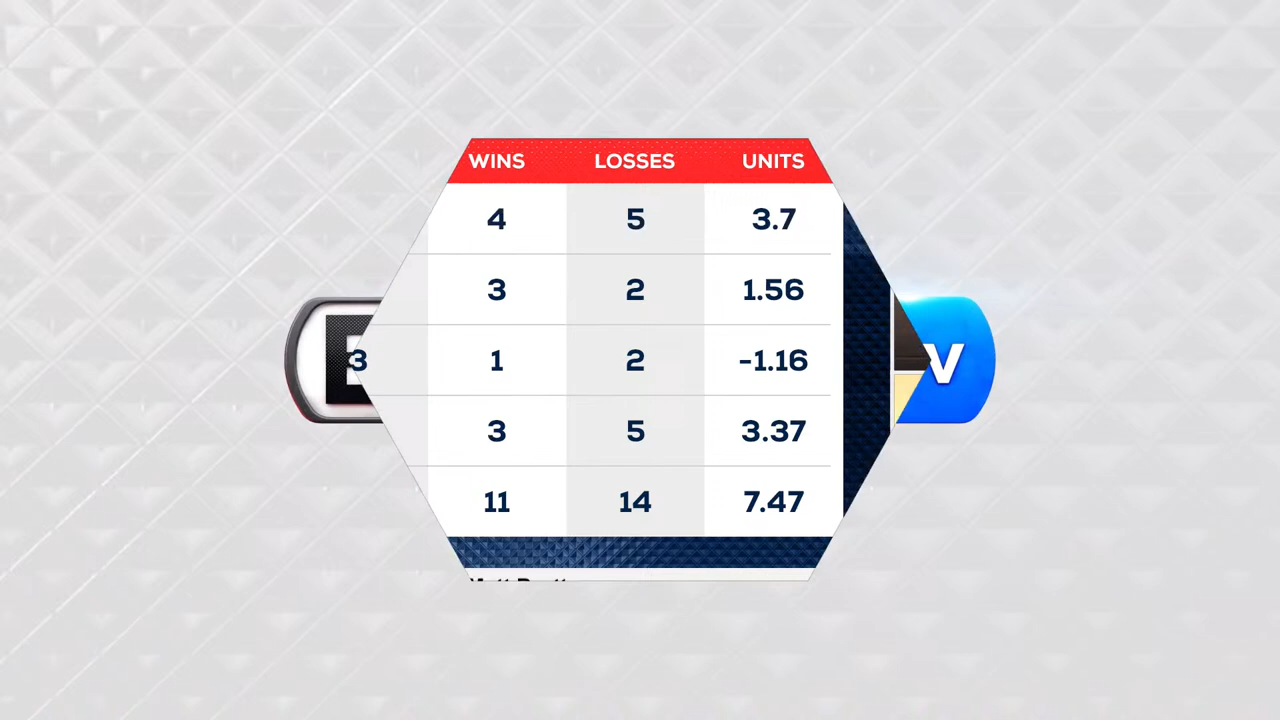 WINS LOSSES UNITS
4 5 3.7
3 2 1.56
3 1 2 -1.16
3 5 3.37
11 14 7.47
V